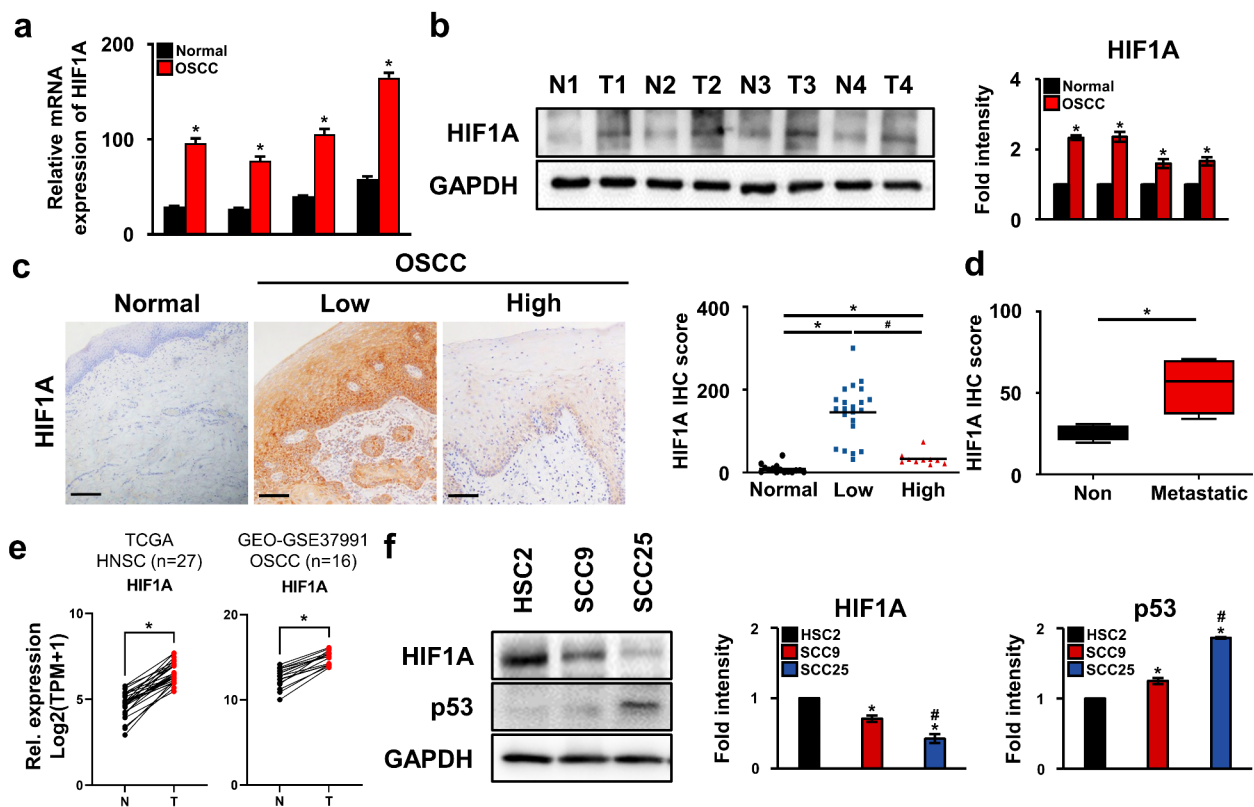 a
Relative mRNA
expression of HIF1A
200
100
0
Normal
OSCC
*
*
*
*
b
N1 T1 N2 T2 N3 T3 N4 T4
HIF1A
GAPDH
HIF1A
Fold intensity
4
2
0
Normal
OSCC
*
*
*
*
c
OSCC
Normal Low High
HIF1A
HIF1A IHC score
400
200
0
*
* #
Normal Low High
d
HIF1A IHC score
100
50
0
*
Non Metastatic
e
TCGA
HNSC (n=27)
HIF1A
Rel. expression
Log2(TPM+1)
10
5
0
*
N T
GEO-GSE37991
OSCC (n=16)
HIF1A
20
10
0
*
N T
f
HSC2 SCC9 SCC25
HIF1A
p53
GAPDH
HIF1A
Fold intensity
2
1
0
HSC2
SCC9
SCC25
*
#
*
p53
Fold intensity
2
1
0
HSC2
SCC9
SCC25
*
#
*